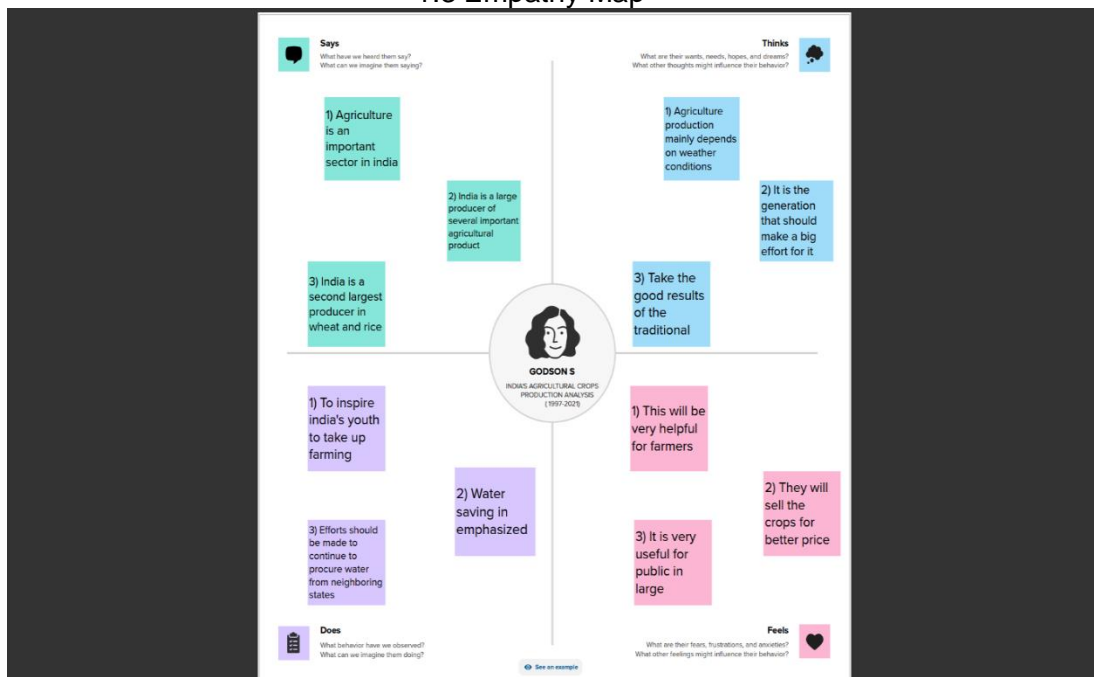 Says
What have we heard them say?
What can we imagine them saying?
1) Agriculture
is an
important
sector in india
2) India is a large
producer of
several important
agricultural
product
3) India is a
second largest
producer in
wheat and rice
Thinks
What are their wants, needs, hopes, and dreams?
What other thoughts might influence their behavior?
1) Agriculture
production
mainly depends
on weather
conditions
2) It is the
generation
that should
make a big
effort for it
3) Take the
good results
of the
traditional
GODSON S
INDIAS AGRICULTURAL CROPS
PRODUCTION ANALYSIS
( 1997-2021)
1) To inspire
india's youth
to take up
farming
2) Water
saving in
emphasized
3) Efforts should
be made to
continue to
procure water
from neighboring
states
Does
What behavior have we observed?
What can we imagine them doing?
1) This will be
very helpful
for farmers
2) They will
sell the
crops for
better price
3) It is very
useful for
public in
large
Feels
What are their fears, frustrations, and anxieties?
What other feelings might influence their behavior?
See an example